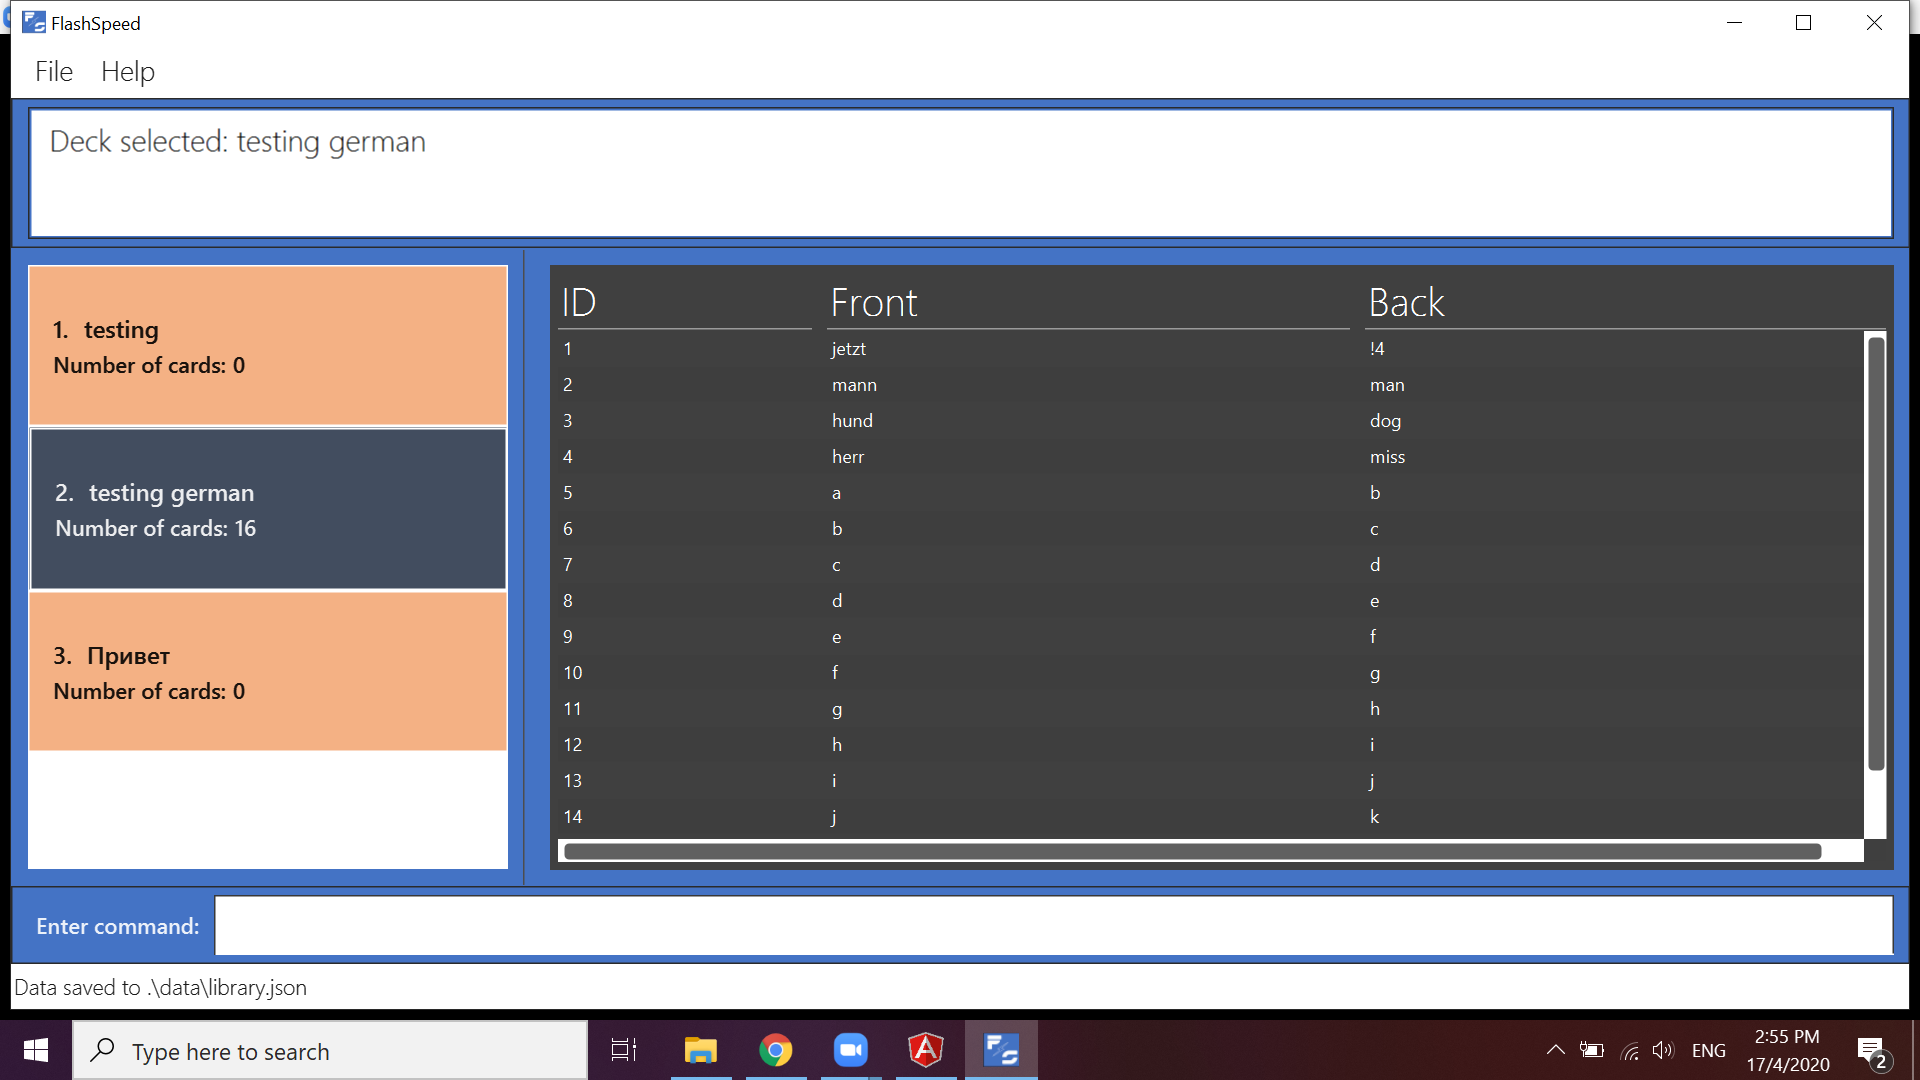 FlashSpeed
File Help
Deck selected: testing german
1. testing
Number of cards: 0
2. testing german
Number of cards: 16
3. Привет
Number of cards: 0
ID Front Back
1 jetzt !4
2 mann man
3 hund dog
4 herr miss
5 a b
6 b c
7 c d
8 d e
9 e f
10 f g
11 g h
12 h i
13 i j
14 j k
Enter command:
Data saved to .\data\library.json
Type here to search
ENG
2:55 PM
17/4/2020
2